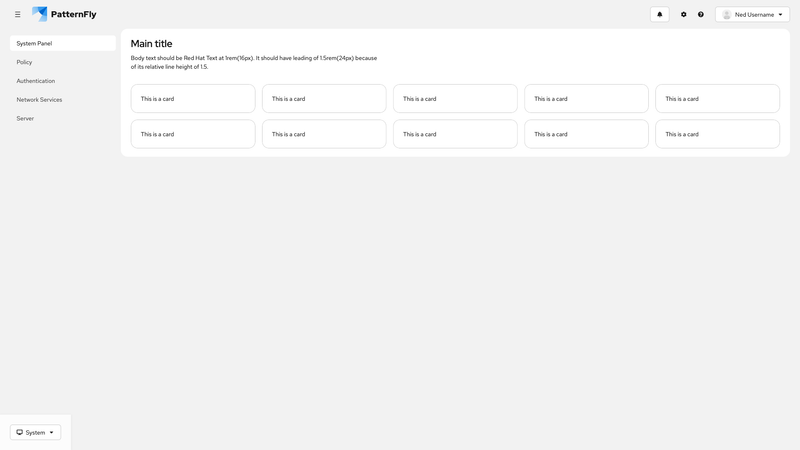 PatternFly
Ned Username
System Panel
Policy
Authentication
Network Services
Server
Main title
Body text should be Red Hat Text at 1rem(16px). It should have leading of 1.5rem(24px) because
of its relative line height of 1.5.
This is a card
This is a card
This is a card
This is a card
This is a card
This is a card
This is a card
This is a card
This is a card
This is a card
System